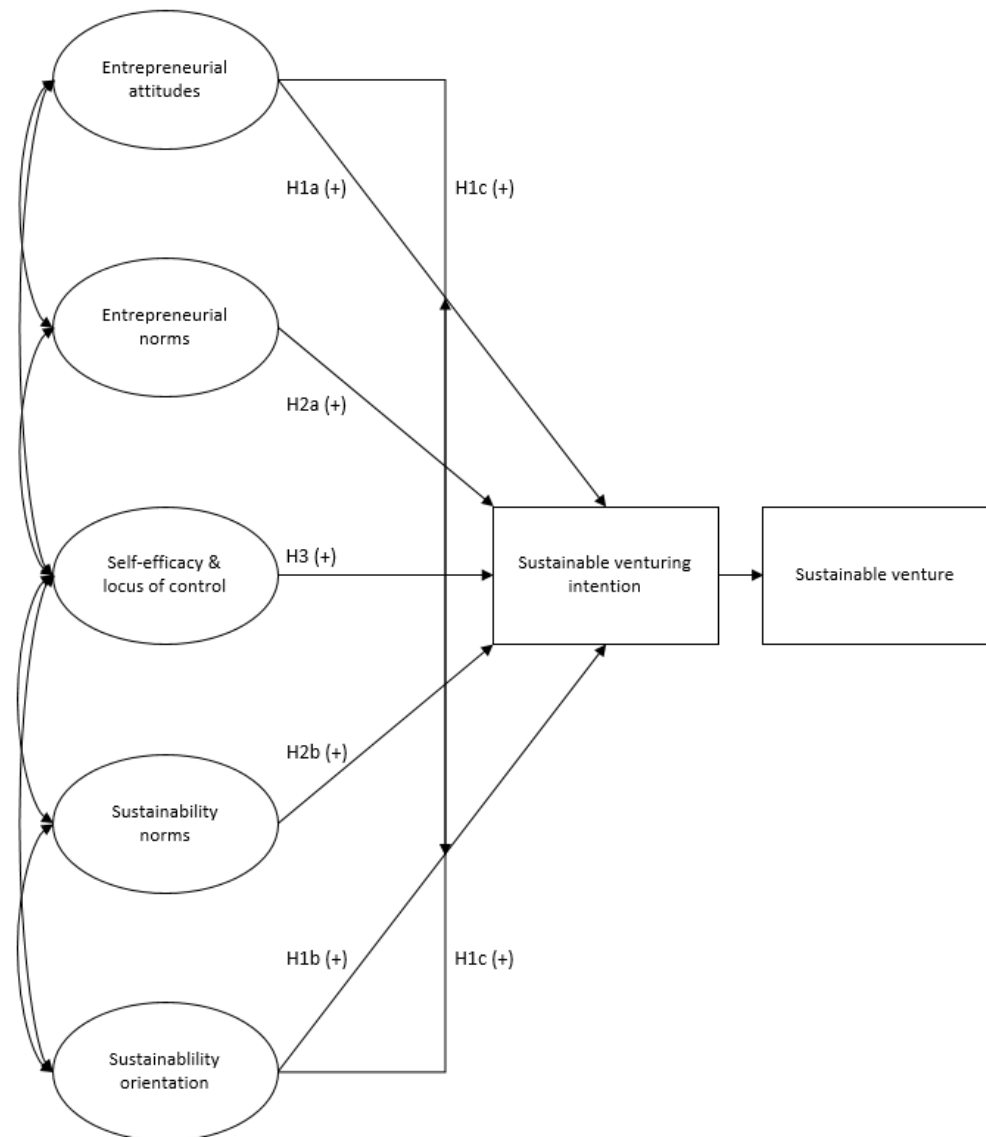 Entrepreneurial
attitudes
H1a (+)
H1c (+)
Entrepreneurial
norms
H2a (+)
Self-efficacy &
locus of control
H3 (+)
Sustainable venturing
intention
Sustainable venture
H2b (+)
Sustainability
norms
H1b (+)
H1c (+)
Sustainablility
orientation